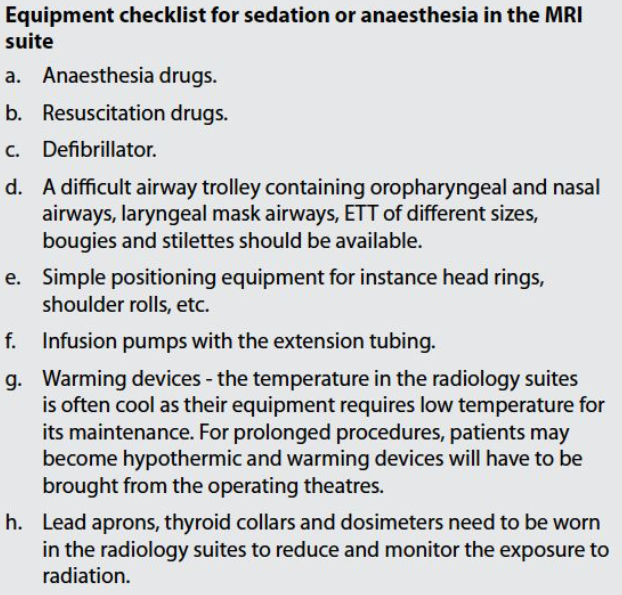 Equipment checklist for sedation or anaesthesia in the MRI
suite
a. Anaesthesia drugs.
b. Resuscitation drugs.
c. Defibrillator.
d. A difficult airway trolley containing oropharyngeal and nasal
airways, laryngeal mask airways, ETT of different sizes,
bougies and stilettes should be available.
e. Simple positioning equipment for instance head rings,
shoulder rolls, etc.
f. Infusion pumps with the extension tubing.
g. Warming devices - the temperature in the radiology suites
is often cool as their equipment requires low temperature for
its maintenance. For prolonged procedures, patients may
become hypothermic and warming devices will have to be
brought from the operating theatres.
h. Lead aprons, thyroid collars and dosimeters need to be worn
in the radiology suites to reduce and monitor the exposure to
radiation.